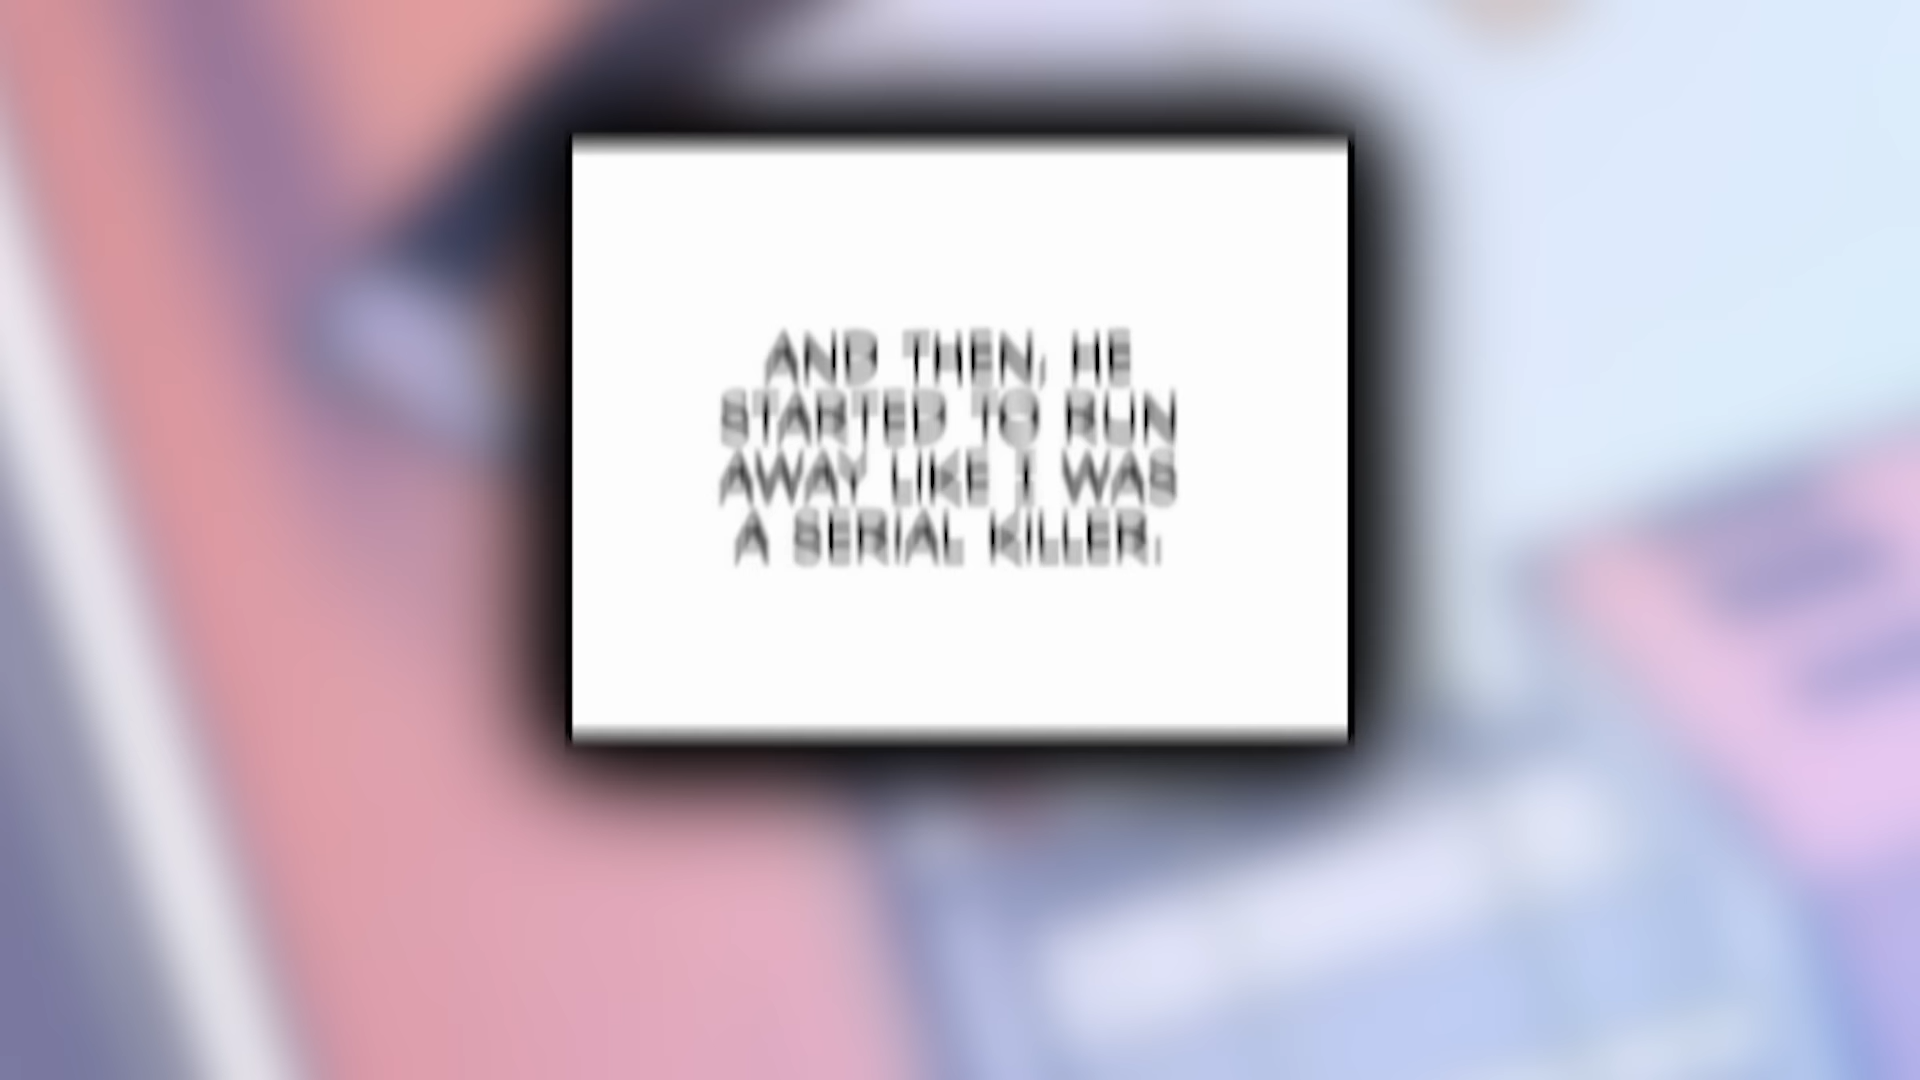 AND THEN, HE
STARTED TO RUN
AWAY LIKE I WAS
A SERIAL KILLER.